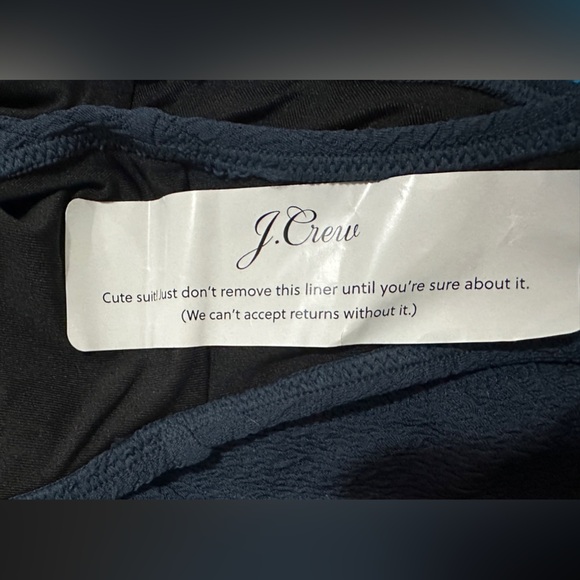 J.Crew
Cute suit! Just don't remove this liner until you're sure about it.
(We can't accept returns without it.)